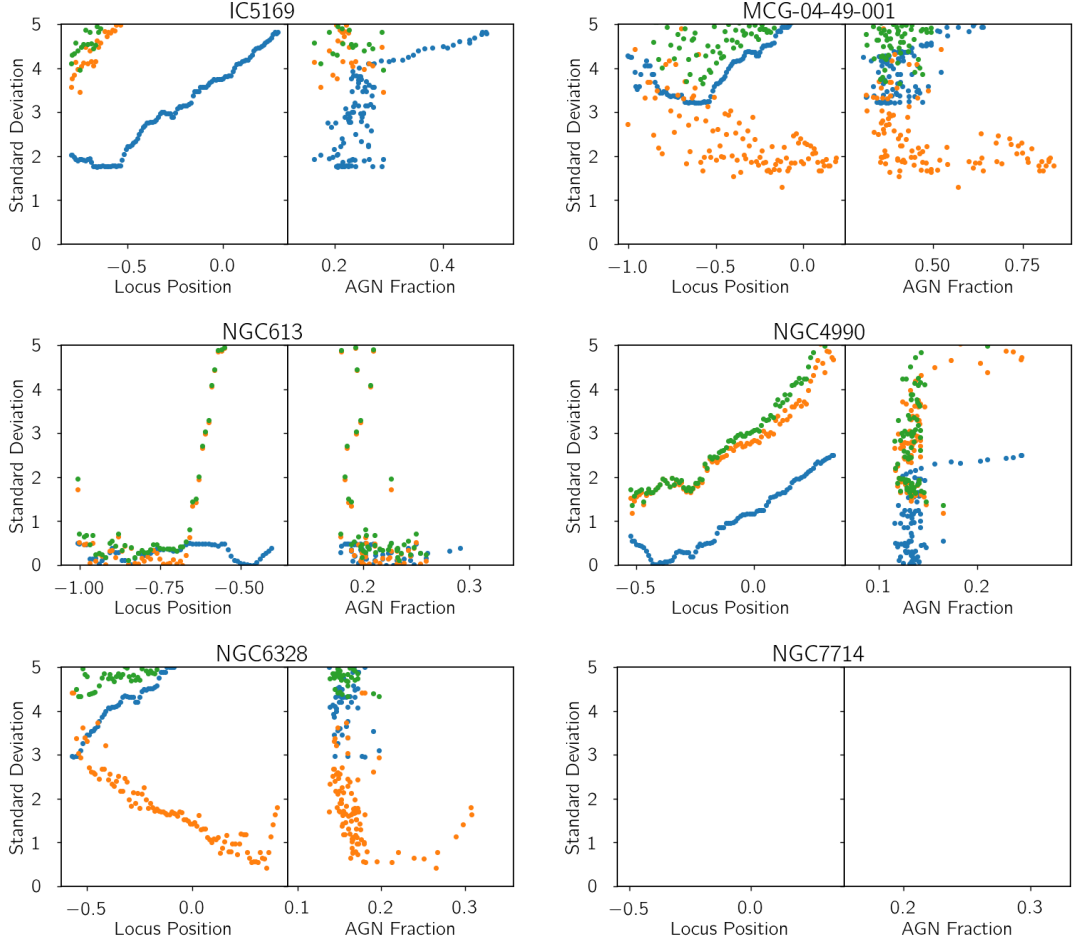 IC5169
MCG-04-49-001
5
4
3
2
1
0
Standard Deviation
−0.5 0.0
Locus Position
0.2 0.4
AGN Fraction
5
4
3
2
1
0
Standard Deviation
−1.0 −0.5 0.0
Locus Position
0.50 0.75
AGN Fraction
NGC613
NGC4990
5
4
3
2
1
0
Standard Deviation
−1.00 −0.75 −0.50
Locus Position
0.2 0.3
AGN Fraction
5
4
3
2
1
0
Standard Deviation
−0.5 0.0
Locus Position
0.1 0.2
AGN Fraction
NGC6328
NGC7714
5
4
3
2
1
0
Standard Deviation
−0.5 0.0
Locus Position
0.1 0.2 0.3
AGN Fraction
5
4
3
2
1
0
Standard Deviation
−0.5 0.0
Locus Position
0.2 0.3
AGN Fraction